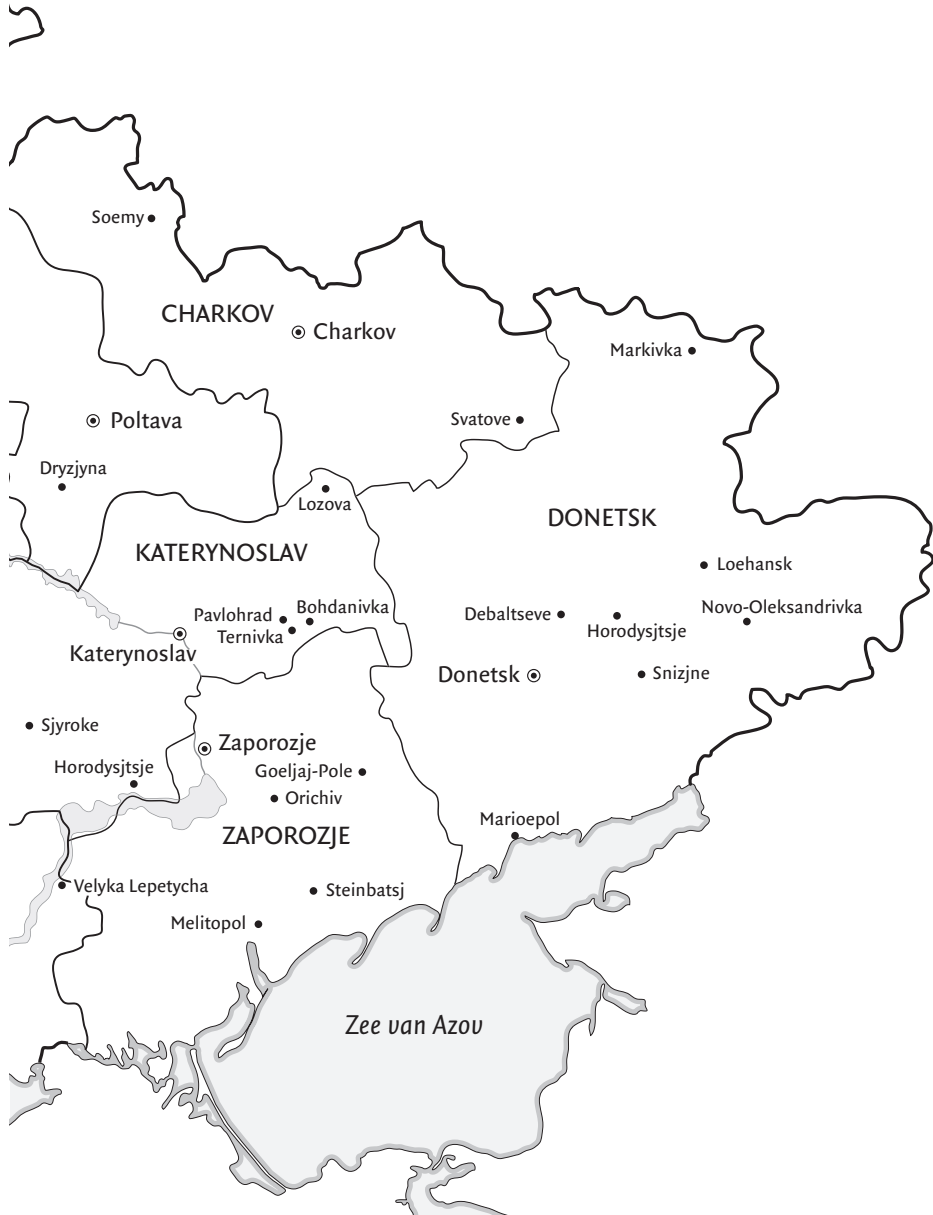 Soemy
CHARKOV
Charkov
Markivka
Poltava
Svatove
Dryzjyna
Lozova
DONETSK
KATERYNOSLAV
Loehansk
Bohdanivka
Novo-Oleksandrivka
Pavlohrad
Debaltseve
Ternivka
Horodysjtsje
Katerynoslav
Donetsk
Snizjne
Sjyroke
Zaporozje
Horodysjtsje
Goeljaj-Pole
Orichiv
Marioepol
ZAPOROZJE
Velyka Lepetycha
Steinbatsj
Melitopol
Zee van Azov